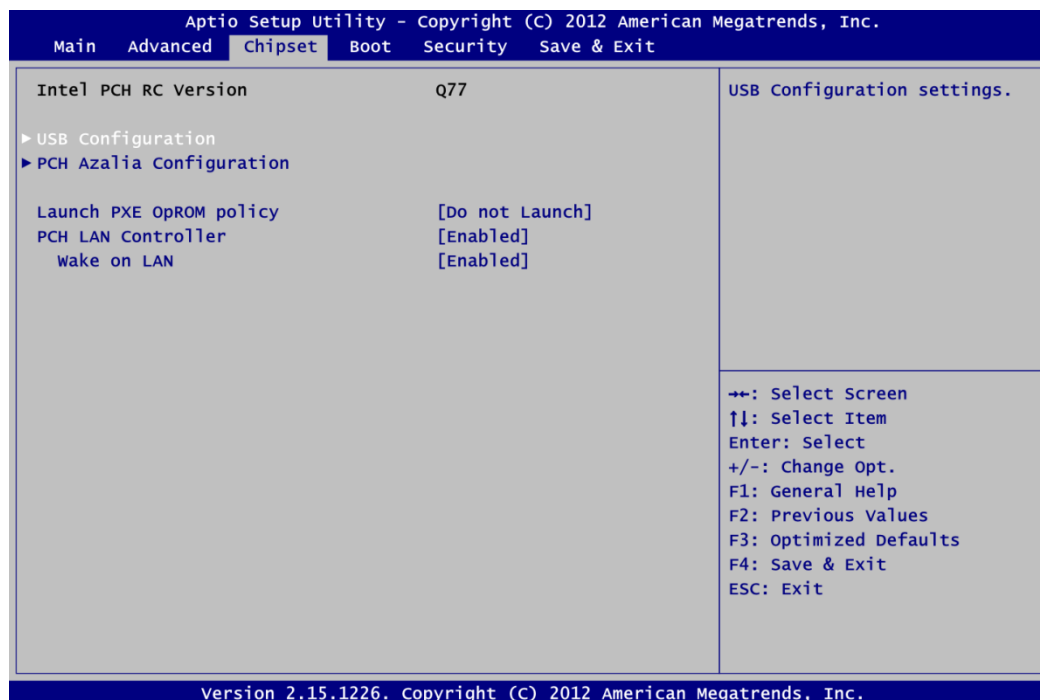 Aptio Setup Utility - Copyright (C) 2012 American Megatrends, Inc.
Main Advanced Chipset Boot Security Save & Exit
Intel PCH RC Version Q77
▶ USB Configuration
▶ PCH Azalia Configuration
Launch PXE OpROM policy [Do not Launch]
PCH LAN Controller [Enabled]
Wake on LAN [Enabled]
USB Configuration settings.
→←: Select Screen
↑↓: Select Item
Enter: Select
+/-: Change Opt.
F1: General Help
F2: Previous Values
F3: Optimized Defaults
F4: Save & Exit
ESC: Exit
Version 2.15.1226. Copyright (C) 2012 American Megatrends, Inc.